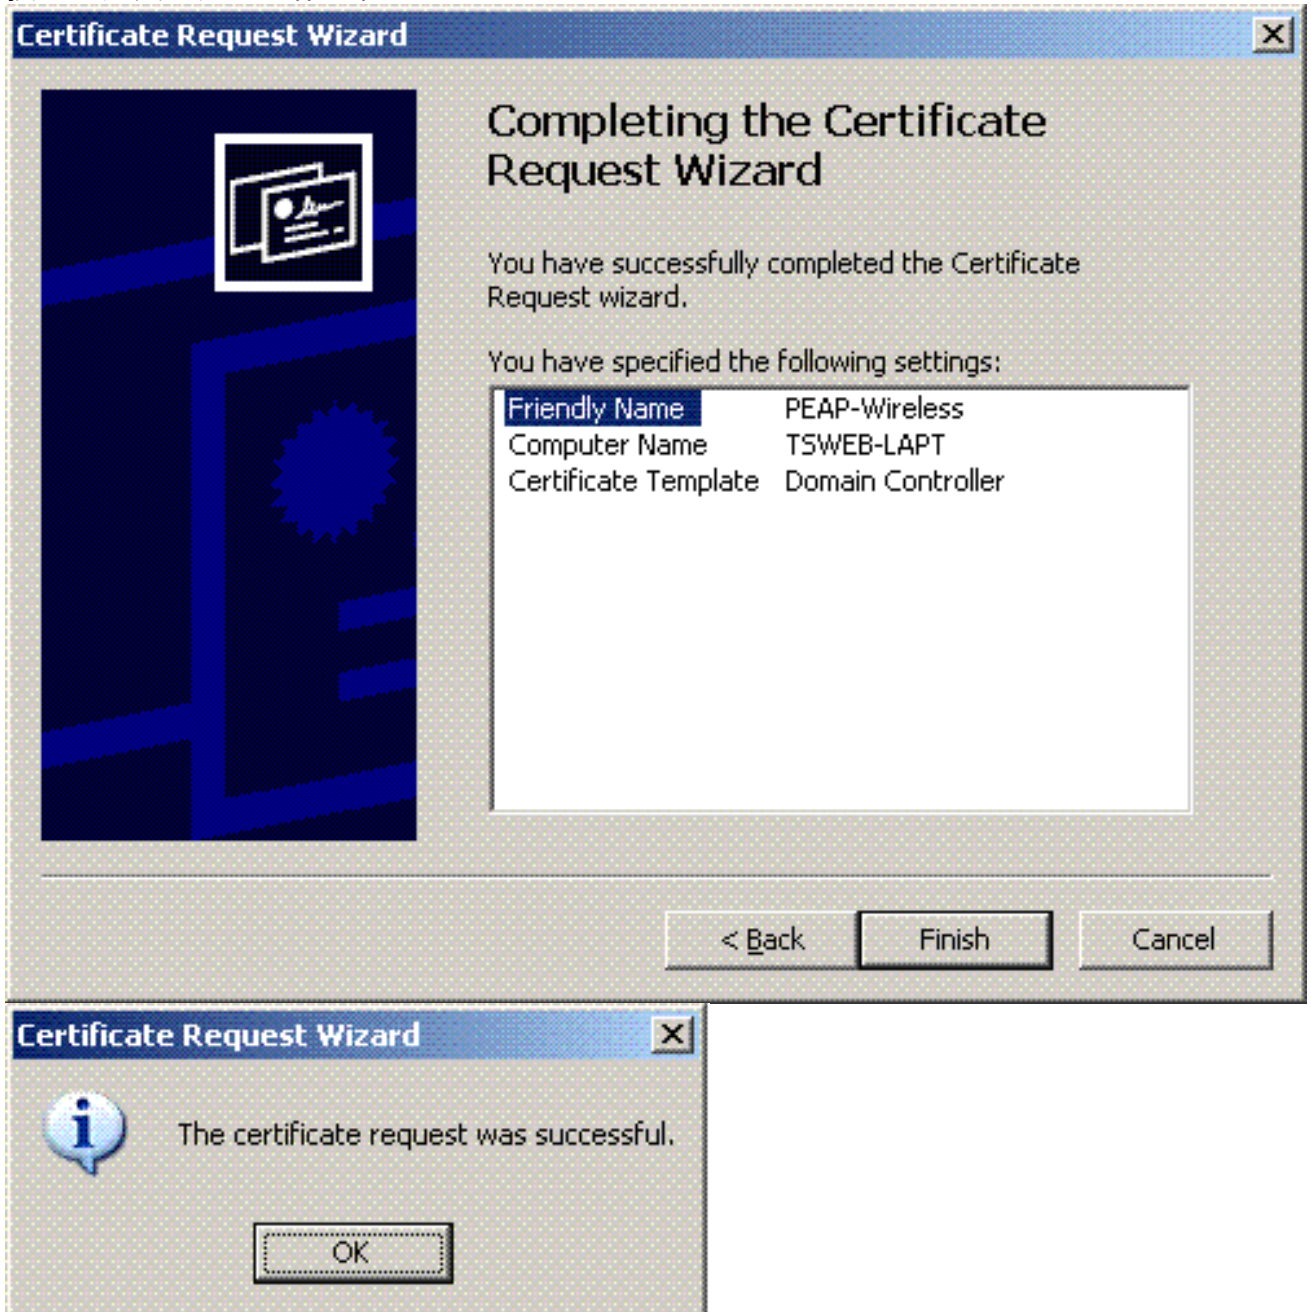 Certificate Request Wizard
Completing the Certificate
Request Wizard
You have successfully completed the Certificate
Request wizard.
You have specified the following settings:
Friendly Name PEAP-Wireless
Computer Name TSWEB-LAPT
Certificate Template Domain Controller
< Back Finish Cancel
Certificate Request Wizard
The certificate request was successful.
OK